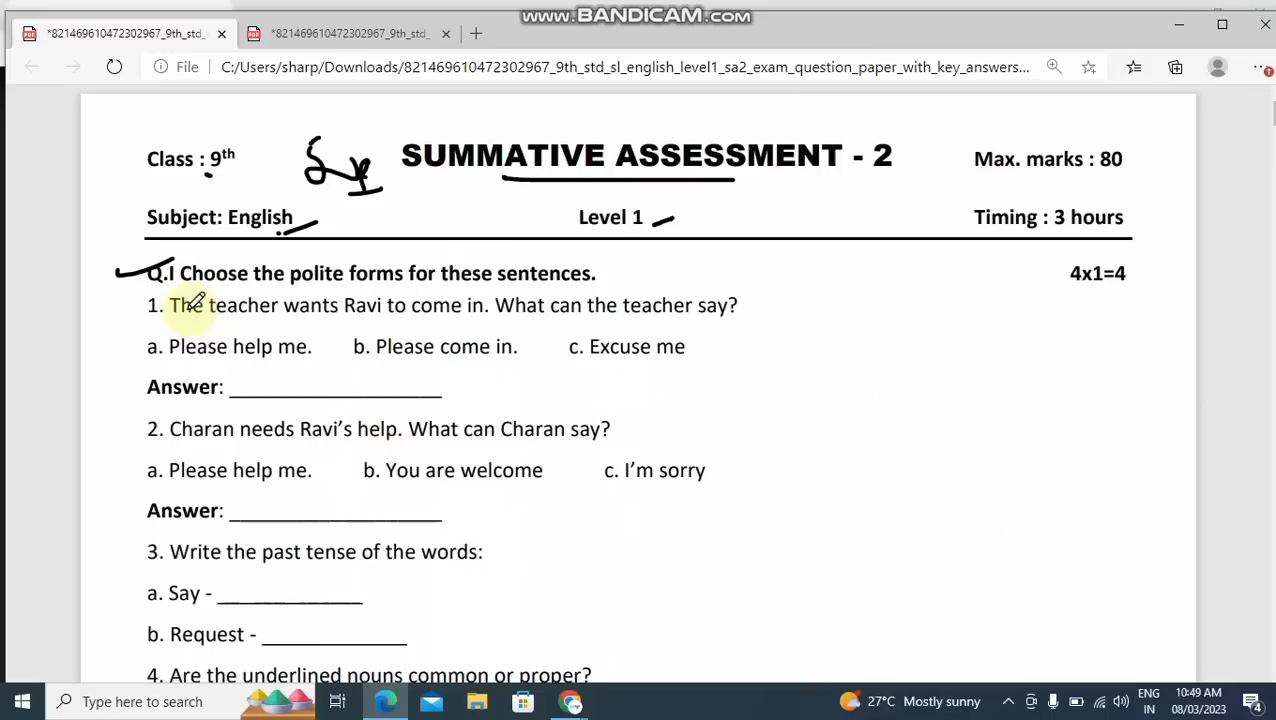 WWW.BANDICAM.COM
*821469610472302967_9th_std_
*821469610472302967_9th_std_
File
C:/Users/sharp/Downloads/821469610472302967_9th_std_sl_english_level1_sa2_exam_question_paper_with_key_answers...
Class : 9th
SUMMATIVE ASSESSMENT - 2
Max. marks : 80
Subject: English
Level 1
Timing : 3 hours
Q.I Choose the polite forms for these sentences.
4x1=4
1. The teacher wants Ravi to come in. What can the teacher say?
a. Please help me. b. Please come in. c. Excuse me
Answer: ___________________
2. Charan needs Ravi’s help. What can Charan say?
a. Please help me. b. You are welcome c. I’m sorry
Answer: ___________________
3. Write the past tense of the words:
a. Say - _____________
b. Request - _____________
4. Are the underlined nouns common or proper?
Type here to search
27°C Mostly sunny
ENG
IN
10:49 AM
08/03/2023
4